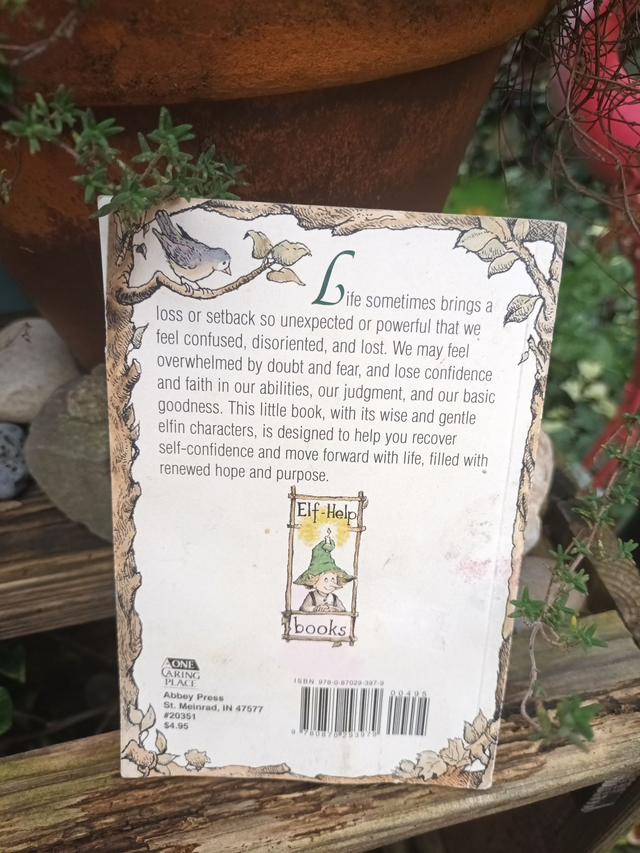 Life sometimes brings a
loss or setback so unexpected or powerful that we
feel confused, disoriented, and lost. We may feel
overwhelmed by doubt and fear, and lose confidence
and faith in our abilities, our judgment, and our basic
goodness. This little book, with its wise and gentle
elfin characters, is designed to help you recover
self-confidence and move forward with life, filled with
renewed hope and purpose.
Elf-Help
books
ONE
CARING
PLACE
Abbey Press
St. Meinrad, IN 47577
#20351
$4.95
ISBN 978-0-87029-397-9
00495
9 780870 293979